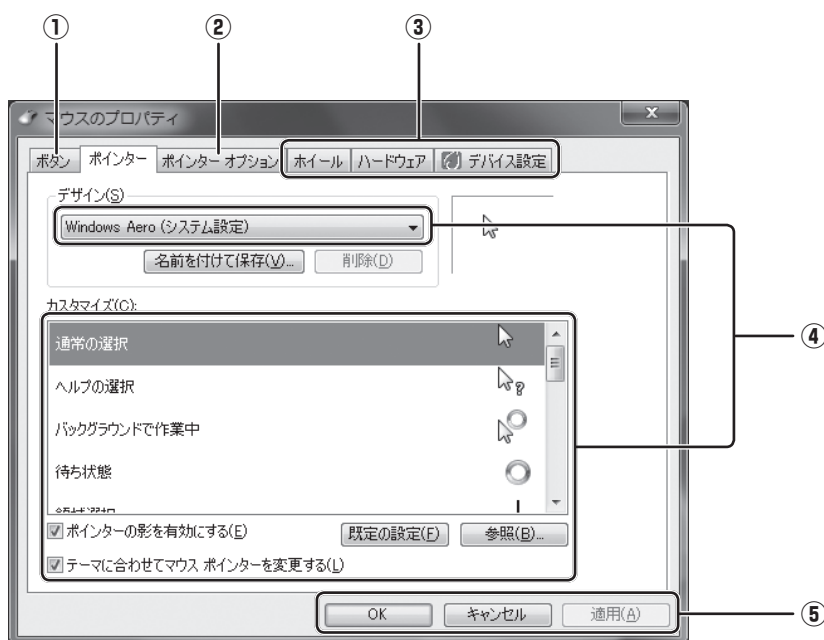 ① ② ③
マウスのプロパティ
ボタン ポインター ポインター オプション ホイール ハードウェア デバイス設定
デザイン(S)
Windows Aero (システム設定)
④
名前を付けて保存(V)... 削除(D)
カスタマイズ(C):
通常の選択
ヘルプの選択
バックグラウンドで作業中
待ち状態
領域選択
ポインターの影を有効にする(E) 既定の設定(F) 参照(B)...
テーマに合わせてマウス ポインターを変更する(L)
OK キャンセル 適用(A)
⑤